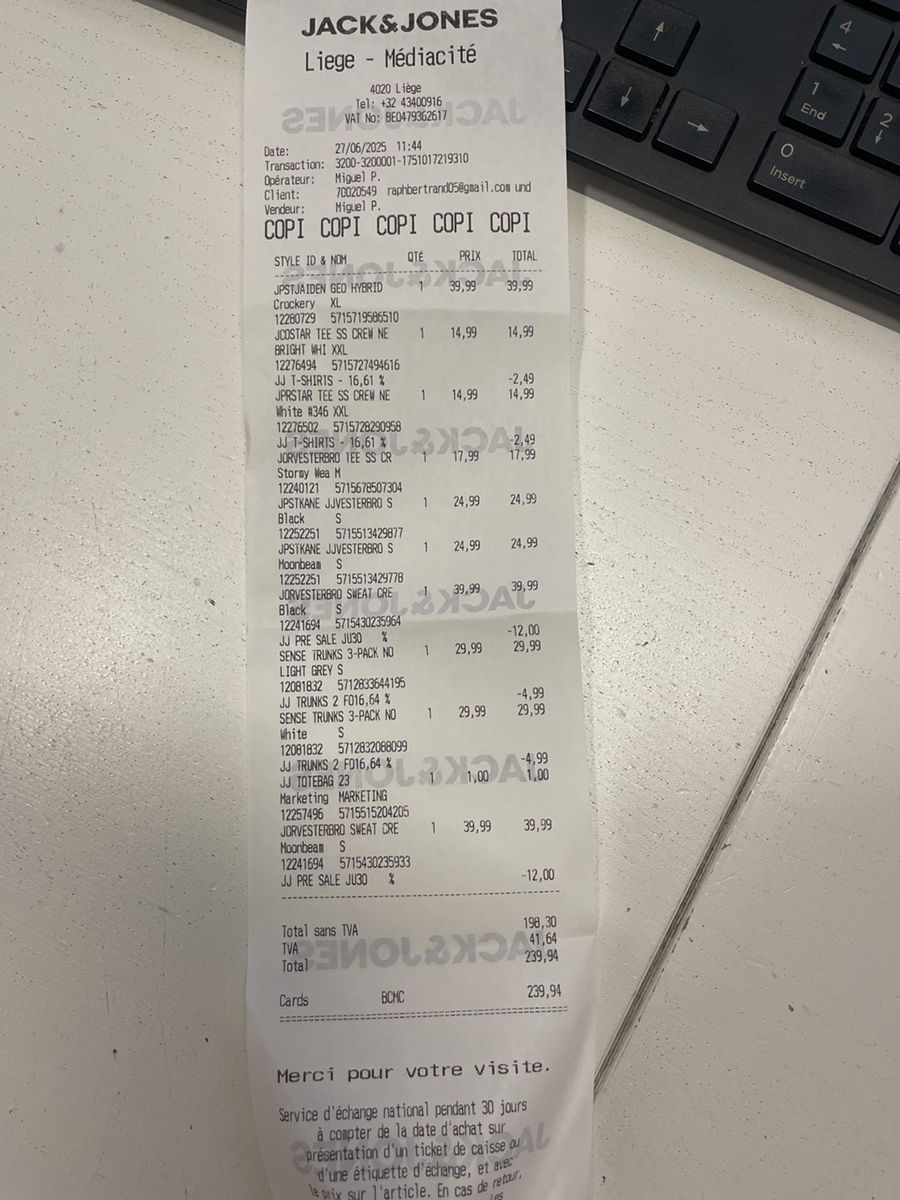 JACK&JONES
Liege - Médiacité
4020 Liège
Tel: +32 43400916
VAT No: BE0479362617
Date: 27/06/2025 11:44
Transaction: 3200-3200001-1751017219310
Opérateur: Miguel P.
Client: 70020549 raphbertrand05@gmail.com und
Vendeur: Miguel P.
COPI COPI COPI COPI COPI
STYLE ID & NOM QTÉ PRIX TOTAL
JPSTJAIDEN GEO HYBRID 1 39,99 39,99
Crockery XL
12280729 5715719586510
JCOSTAR TEE SS CREW NE 1 14,99 14,99
BRIGHT WHI XXL
12276494 5715727494616
JJ T-SHIRTS - 16,61 % -2,49
JPRSTAR TEE SS CREW NE 1 14,99 14,99
White #346 XXL
12276502 5715728290958
JJ T-SHIRTS - 16,61 % -2,49
JORVESTERBRO TEE SS CR 1 17,99 17,99
Stormy Wea M
12240121 5715678507304
JPSTKANE JJVESTERBRO S 1 24,99 24,99
Black S
12252251 5715513429877
JPSTKANE JJVESTERBRO S 1 24,99 24,99
Moonbeam S
12252251 5715513429778
JORVESTERBRO SWEAT CRE 1 39,99 39,99
Black S
12241694 5715430235964
JJ PRE SALE JU30 % -12,00
SENSE TRUNKS 3-PACK NO 1 29,99 29,99
LIGHT GREY S
12081832 5712833644195
JJ TRUNKS 2 FO16,64 % -4,99
SENSE TRUNKS 3-PACK NO 1 29,99 29,99
White S
12081832 5712832088099
JJ TRUNKS 2 FO16,64 % -4,99
JJ TOTEBAG 23 1 1,00 1,00
Marketing MARKETING
12257496 5715515204205
JORVESTERBRO SWEAT CRE 1 39,99 39,99
Moonbeam S
12241694 5715430235933
JJ PRE SALE JU30 % -12,00
Total sans TVA 198,30
TVA 41,64
Total 239,94
Cards BCMC 239,94
Merci pour votre visite.
Service d'échange national pendant 30 jours
à compter de la date d'achat sur
présentation d'un ticket de caisse ou
d'une étiquette d'échange, et avec
le prix sur l'article. En cas de retour,
les
4
1
End
2
0
Insert